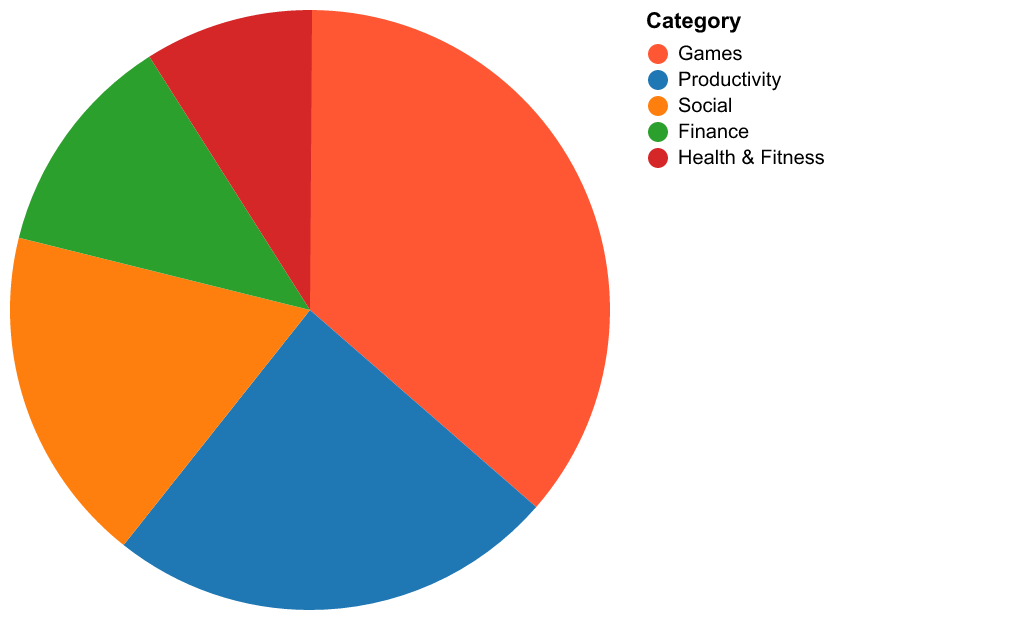 Category
Games
Productivity
Social
Finance
Health & Fitness